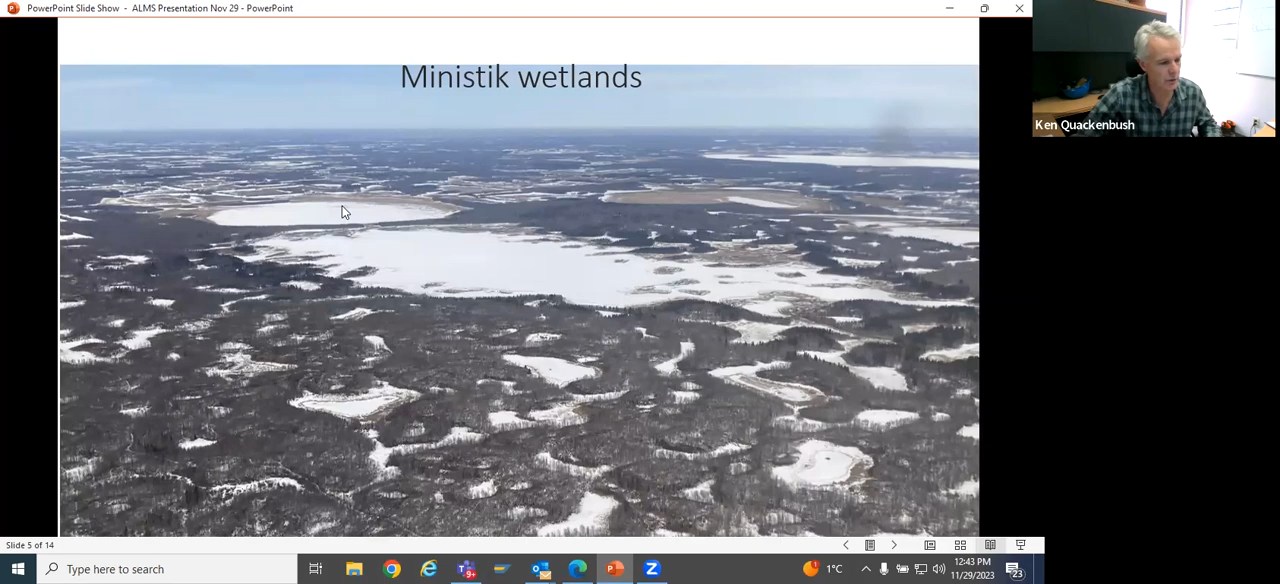 PowerPoint Slide Show - ALMS Presentation Nov 29 - PowerPoint
Ministik wetlands
Ken Quackenbush
Slide 5 of 14
Type here to search
9+
1°C
12:43 PM
11/29/2023
23